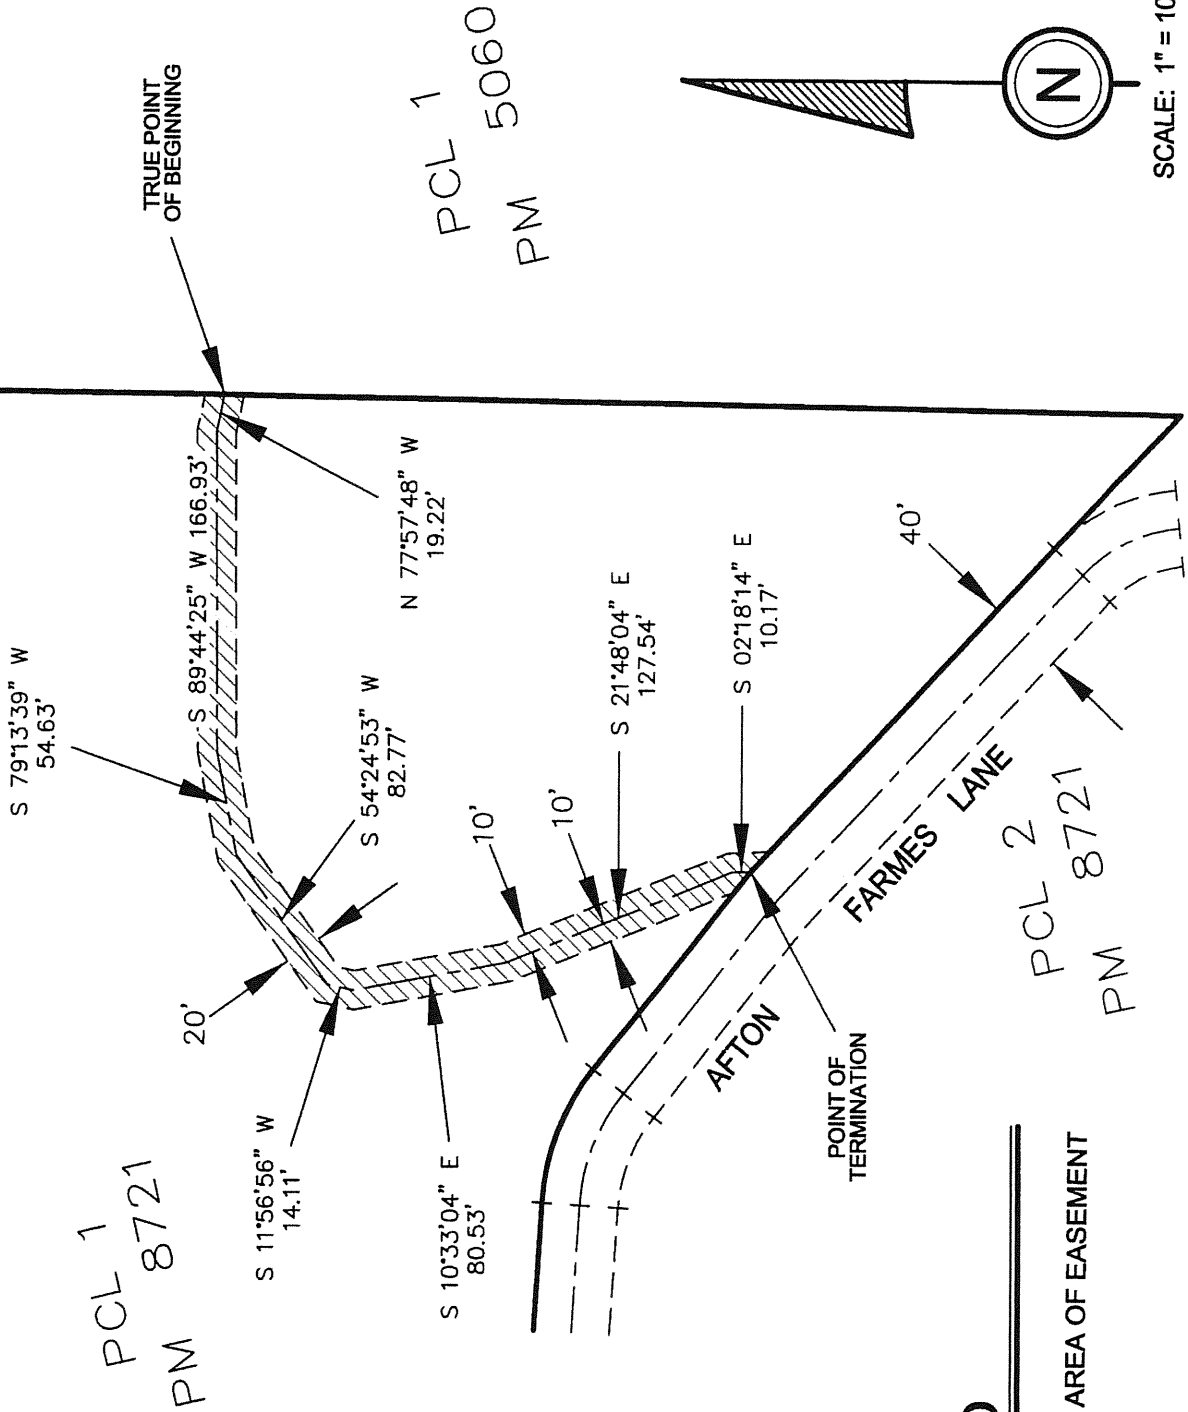 S 79°13'39" W
54.63'
TRUE POINT
OF BEGINNING
PCL 1
PM 8721
S 89°44'25" W 166.93'
20'
S 11°56'56" W
14.11'
S 54°24'53" W
82.77'
N 77°57'48" W
19.22'
PCL 1
PM 5060
S 10°33'04" E
80.53'
10'
10'
S 21°48'04" E
127.54'
S 02°18'14" E
10.17'
AFTON FARMES LANE
40'
POINT OF
TERMINATION
PCL 2
PM 8721
N
AREA OF EASEMENT
SCALE: 1" = 10